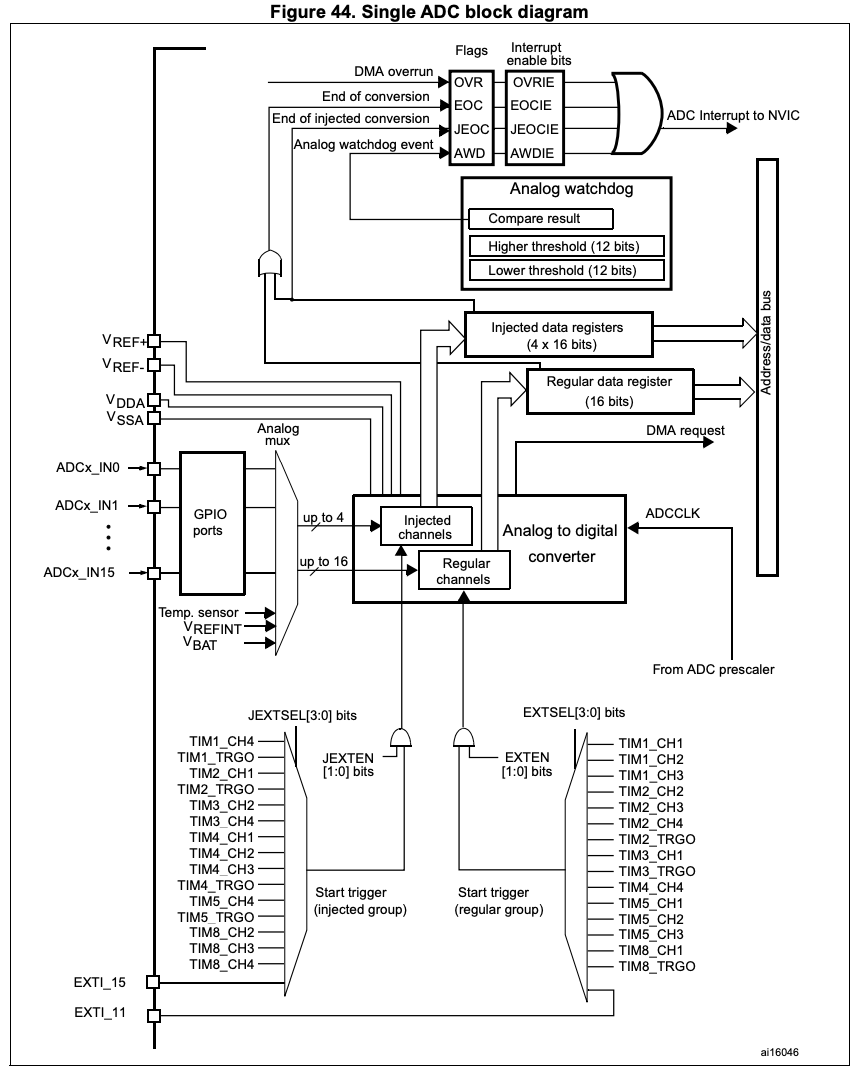 Figure 44. Single ADC block diagram
Flags
Interrupt
enable bits
DMA overrun
OVR
OVRIE
End of conversion
EOC
EOCIE
End of injected conversion
JEOC
JEOCIE
Analog watchdog event
AWD
AWDIE
ADC Interrupt to NVIC
Analog watchdog
Compare result
Higher threshold (12 bits)
Lower threshold (12 bits)
Address/data bus
Injected data registers
(4 x 16 bits)
Regular data register
(16 bits)
VREF+
VREF-
VDDA
VSSA
Analog
mux
DMA request
ADCx_IN0
ADCx_IN1
ADCx_IN15
GPIO
ports
up to 4
up to 16
Injected
channels
Regular
channels
Analog to digital
converter
ADCCLK
Temp. sensor
VREFINT
VBAT
From ADC prescaler
JEXTSEL[3:0] bits
EXTSEL[3:0] bits
TIM1_CH4
TIM1_TRGO
TIM2_CH1
TIM2_TRGO
TIM3_CH2
TIM3_CH4
TIM4_CH1
TIM4_CH2
TIM4_CH3
TIM4_TRGO
TIM5_CH4
TIM5_TRGO
TIM8_CH2
TIM8_CH3
TIM8_CH4
JEXTEN
[1:0] bits
EXTEN
[1:0] bits
Start trigger
(injected group)
Start trigger
(regular group)
TIM1_CH1
TIM1_CH2
TIM1_CH3
TIM2_CH2
TIM2_CH3
TIM2_CH4
TIM2_TRGO
TIM3_CH1
TIM3_TRGO
TIM4_CH4
TIM5_CH1
TIM5_CH2
TIM5_CH3
TIM8_CH1
TIM8_TRGO
EXTI_15
EXTI_11
ai16046